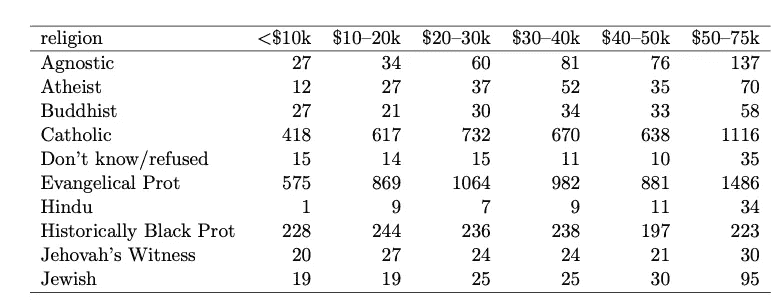 religion <$10k $10–20k $20–30k $30–40k $40–50k $50–75k
Agnostic 27 34 60 81 76 137
Atheist 12 27 37 52 35 70
Buddhist 27 21 30 34 33 58
Catholic 418 617 732 670 638 1116
Don’t know/refused 15 14 15 11 10 35
Evangelical Prot 575 869 1064 982 881 1486
Hindu 1 9 7 9 11 34
Historically Black Prot 228 244 236 238 197 223
Jehovah’s Witness 20 27 24 24 21 30
Jewish 19 19 25 25 30 95